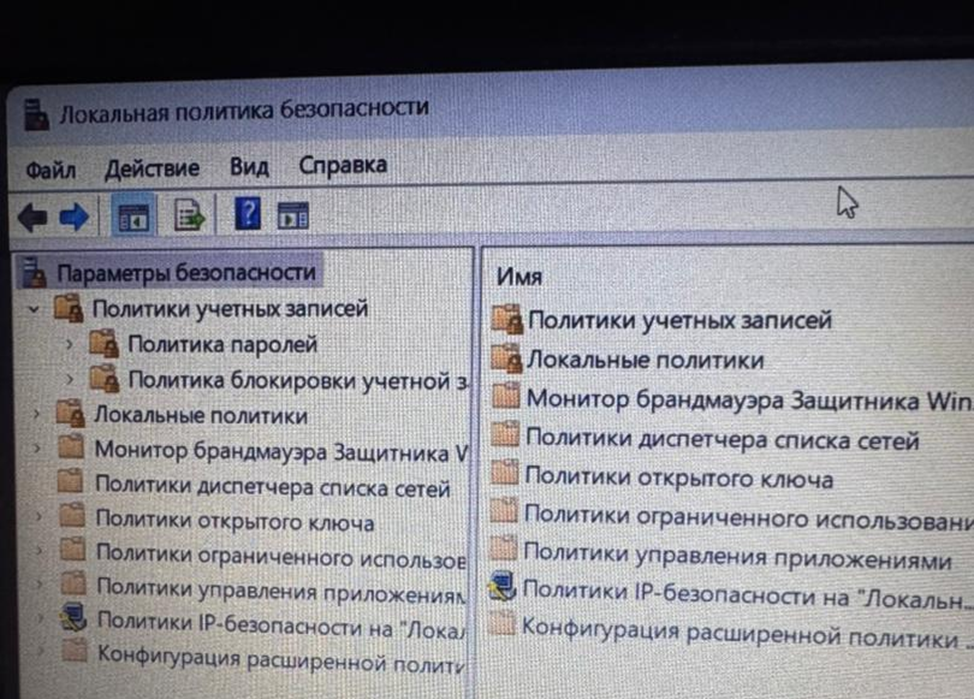 Локальная политика безопасности
Файл Действие Вид Справка
Параметры безопасности
Политики учетных записей
Политика паролей
Политика блокировки учетной з
Локальные политики
Монитор брандмауэра Защитника
Политики диспетчера списка сетей
Политики открытого ключа
Политики ограниченного использов
Политики управления приложениям
Политики IP-безопасности на "Локал
Конфигурация расширенной полити
Имя
Политики учетных записей
Локальные политики
Монитор брандмауэра Защитника Win
Политики диспетчера списка сетей
Политики открытого ключа
Политики ограниченного использовани
Политики управления приложениями
Политики IP-безопасности на "Локальн...
Конфигурация расширенной политики ...